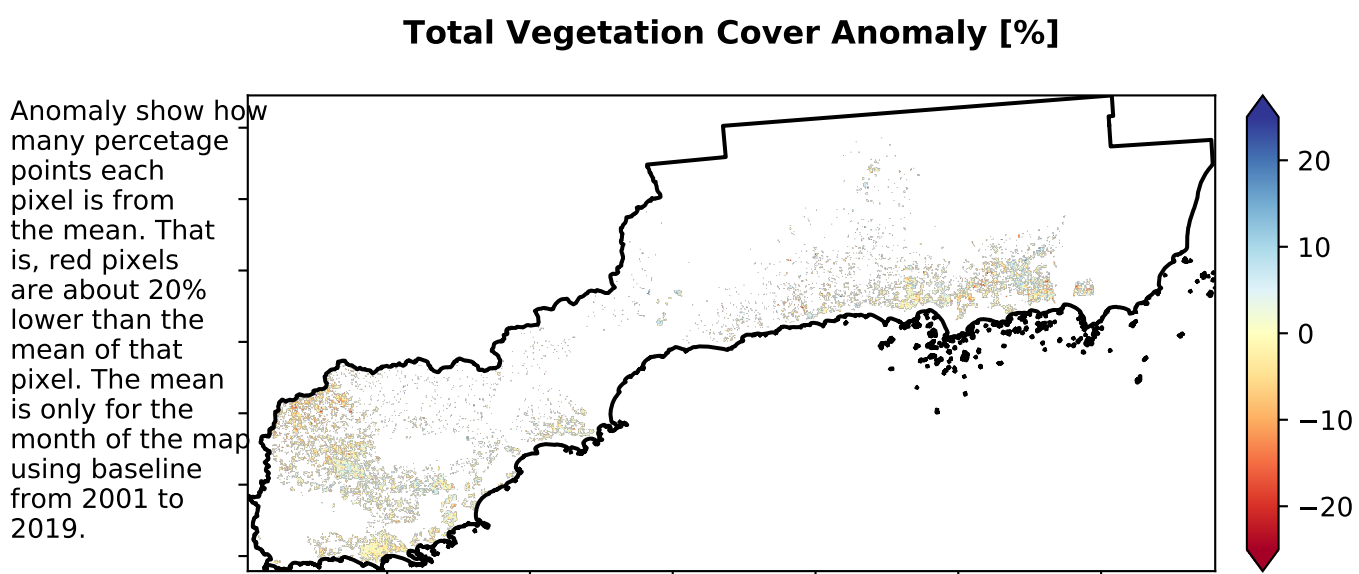 Total Vegetation Cover Anomaly [%]
Anomaly show how
many percetage
points each
pixel is from
the mean. That
is, red pixels
are about 20%
lower than the
mean of that
pixel. The mean
is only for the
month of the map
using baseline
from 2001 to
2019.
20
10
0
−10
−20